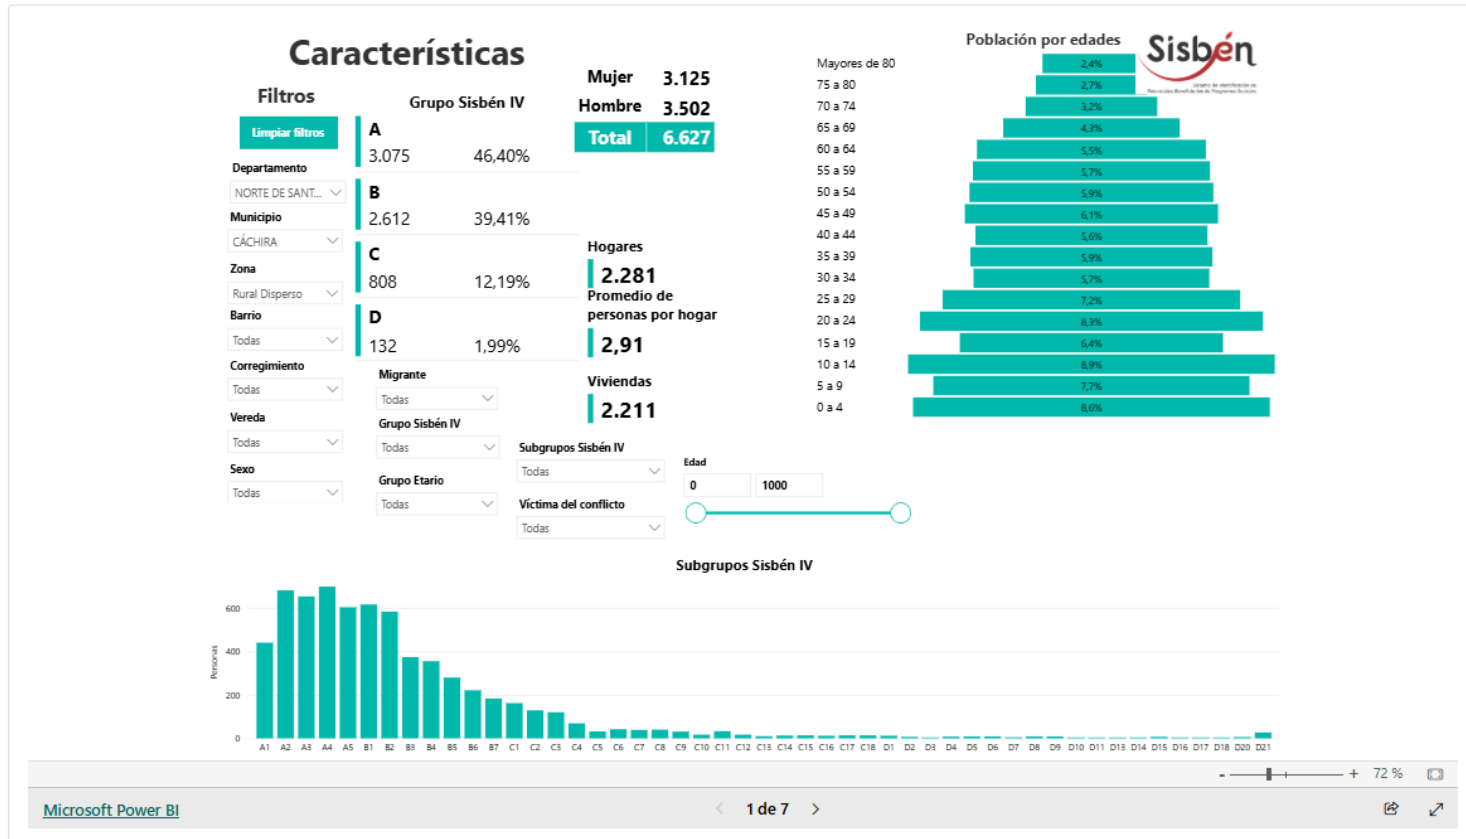 Características
Filtros
Limpiar filtros
Departamento
NORTE DE SANT...
Municipio
CÁCHIRA
Zona
Rural Disperso
Barrio
Todas
Corregimiento
Todas
Vereda
Todas
Sexo
Todas
Grupo Sisbén IV
A
3.075 46,40%
B
2.612 39,41%
C
808 12,19%
D
132 1,99%
Migrante
Todas
Grupo Sisbén IV
Todas
Grupo Etario
Todas
Mujer 3.125
Hombre 3.502
Total 6.627
Hogares
2.281
Promedio de
personas por hogar
2,91
Viviendas
2.211
Subgrupos Sisbén IV
Todas
Víctima del conflicto
Todas
Edad
0 1000
Población por edades
Sisbén
Sistema de Identificación de
Potenciales Beneficiarios de Programas Sociales
Mayores de 80 2,4%
75 a 80 2,7%
70 a 74 3,2%
65 a 69 4,3%
60 a 64 5,5%
55 a 59 5,7%
50 a 54 5,9%
45 a 49 6,1%
40 a 44 5,6%
35 a 39 5,9%
30 a 34 5,7%
25 a 29 7,2%
20 a 24 8,3%
15 a 19 6,4%
10 a 14 8,9%
5 a 9 7,7%
0 a 4 8,6%
Subgrupos Sisbén IV
Personas
600
400
200
0
A1 A2 A3 A4 A5 B1 B2 B3 B4 B5 B6 B7 C1 C2 C3 C4 C5 C6 C7 C8 C9 C10 C11 C12 C13 C14 C15 C16 C17 C18 D1 D2 D3 D4 D5 D6 D7 D8 D9 D10 D11 D13 D14 D15 D16 D17 D18 D20 D21
- + 72 %
Microsoft Power BI
1 de 7